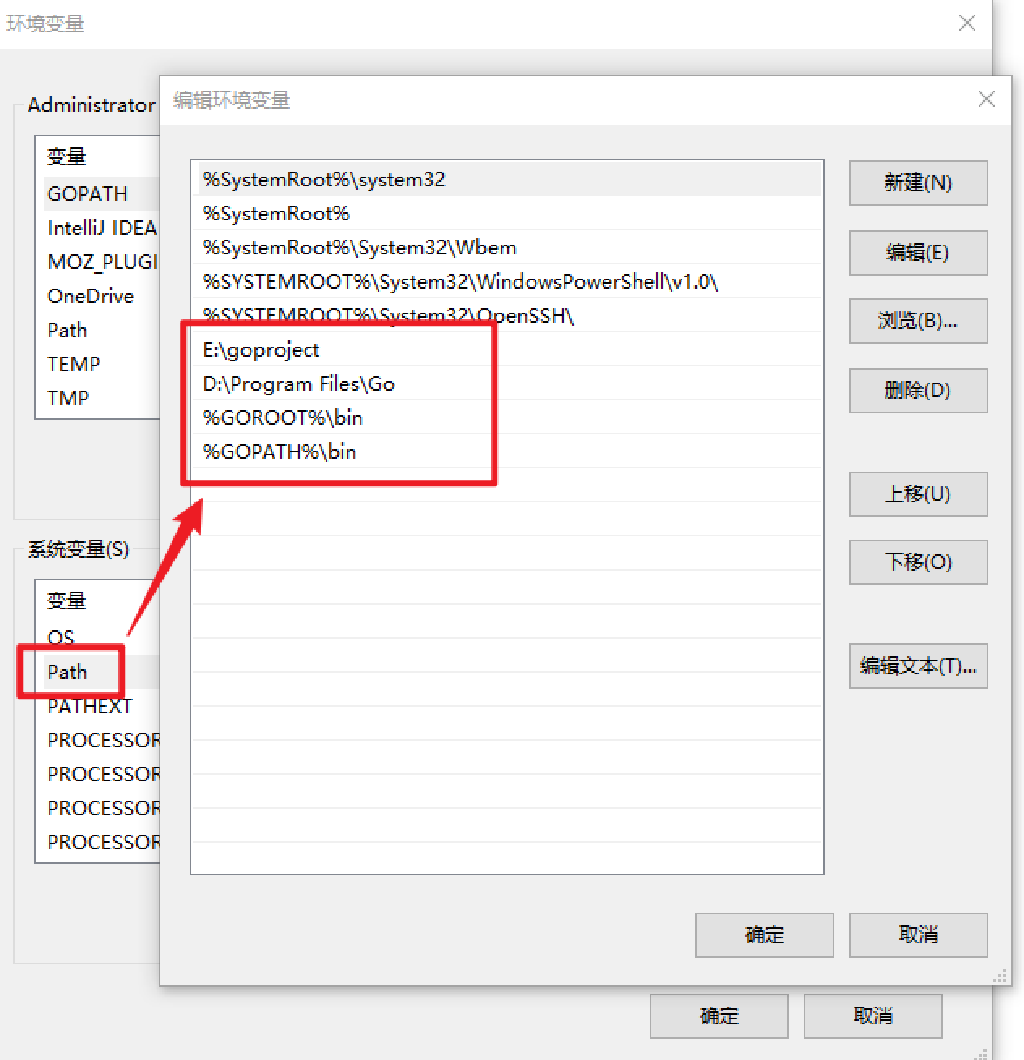 环境变量
编辑环境变量
Administrator
变量
GOPATH
IntelliJ IDEA
MOZ_PLUGI
OneDrive
Path
TEMP
TMP
%SystemRoot%\system32
%SystemRoot%
%SystemRoot%\System32\Wbem
%SYSTEMROOT%\System32\WindowsPowerShell\v1.0\
%SYSTEMROOT%\System32\OpenSSH\
E:\goproject
D:\Program Files\Go
%GOROOT%\bin
%GOPATH%\bin
新建(N)
编辑(E)
浏览(B)...
删除(D)
上移(U)
下移(O)
编辑文本(T)...
系统变量(S)
变量
OS
Path
PATHEXT
PROCESSOR
PROCESSOR
PROCESSOR
PROCESSOR
确定
取消
确定
取消